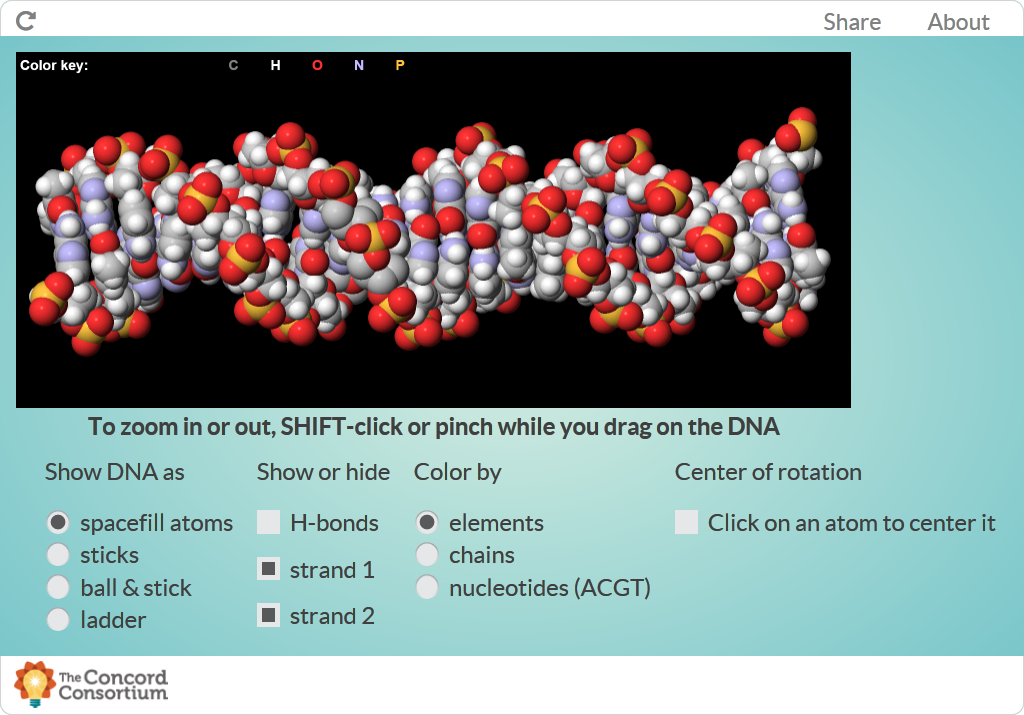 Share About
Color key: C H O N P
To zoom in or out, SHIFT-click or pinch while you drag on the DNA
Show DNA as
spacefill atoms
sticks
ball & stick
ladder
Show or hide
H-bonds
strand 1
strand 2
Color by
elements
chains
nucleotides (ACGT)
Center of rotation
Click on an atom to center it
The Concord
Consortium